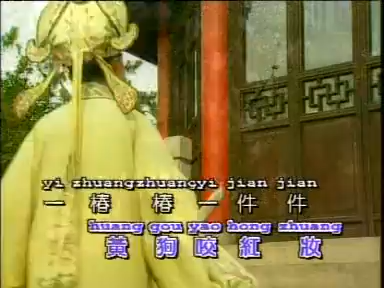 yi zhuangzhuangyi jian jian
一樁樁一件件
huang gou yao hong zhuang
黃狗咬紅妝